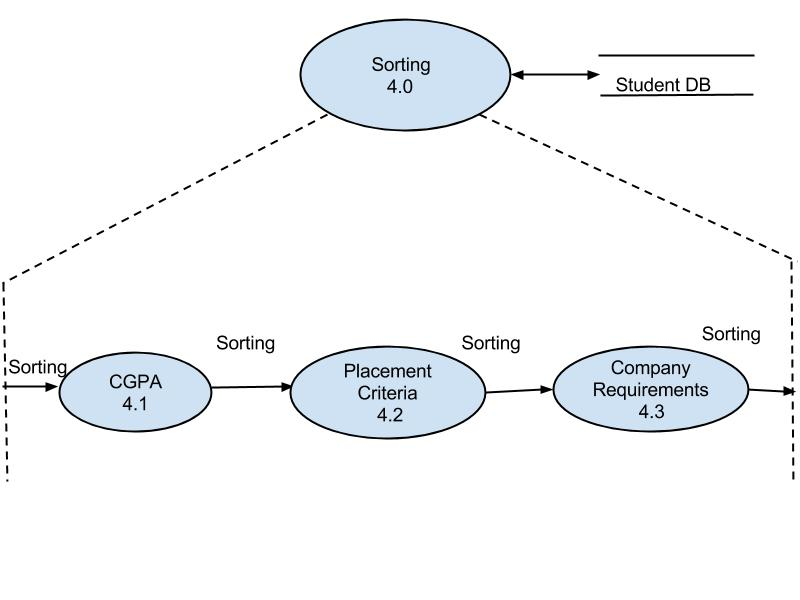 Sorting
4.0
Student DB
Sorting
CGPA
4.1
Sorting
Placement
Criteria
4.2
Sorting
Company
Requirements
4.3
Sorting